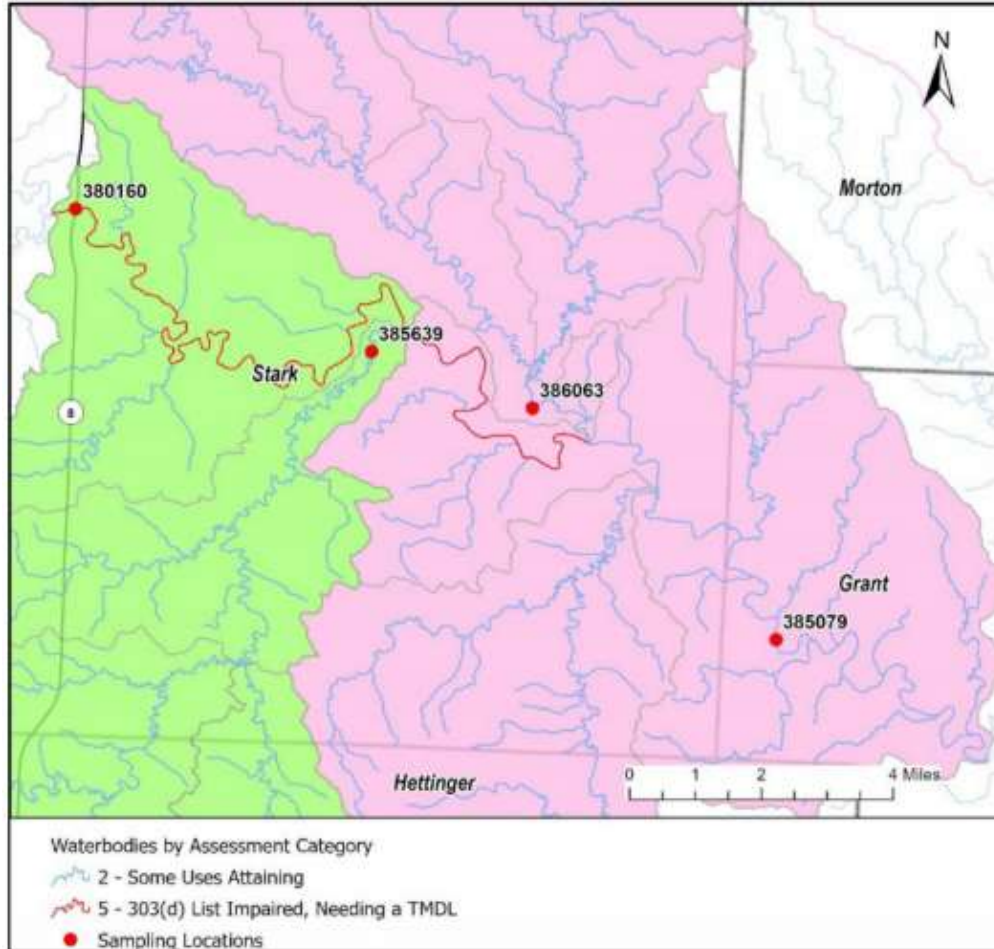 N
Morton
380160
385639
Stark
386063
8
Grant
385079
0 1 2 4 Miles
Hettinger
Waterbodies by Assessment Category
2 - Some Uses Attaining
5 - 303(d) List Impaired, Needing a TMDL
Sampling Locations